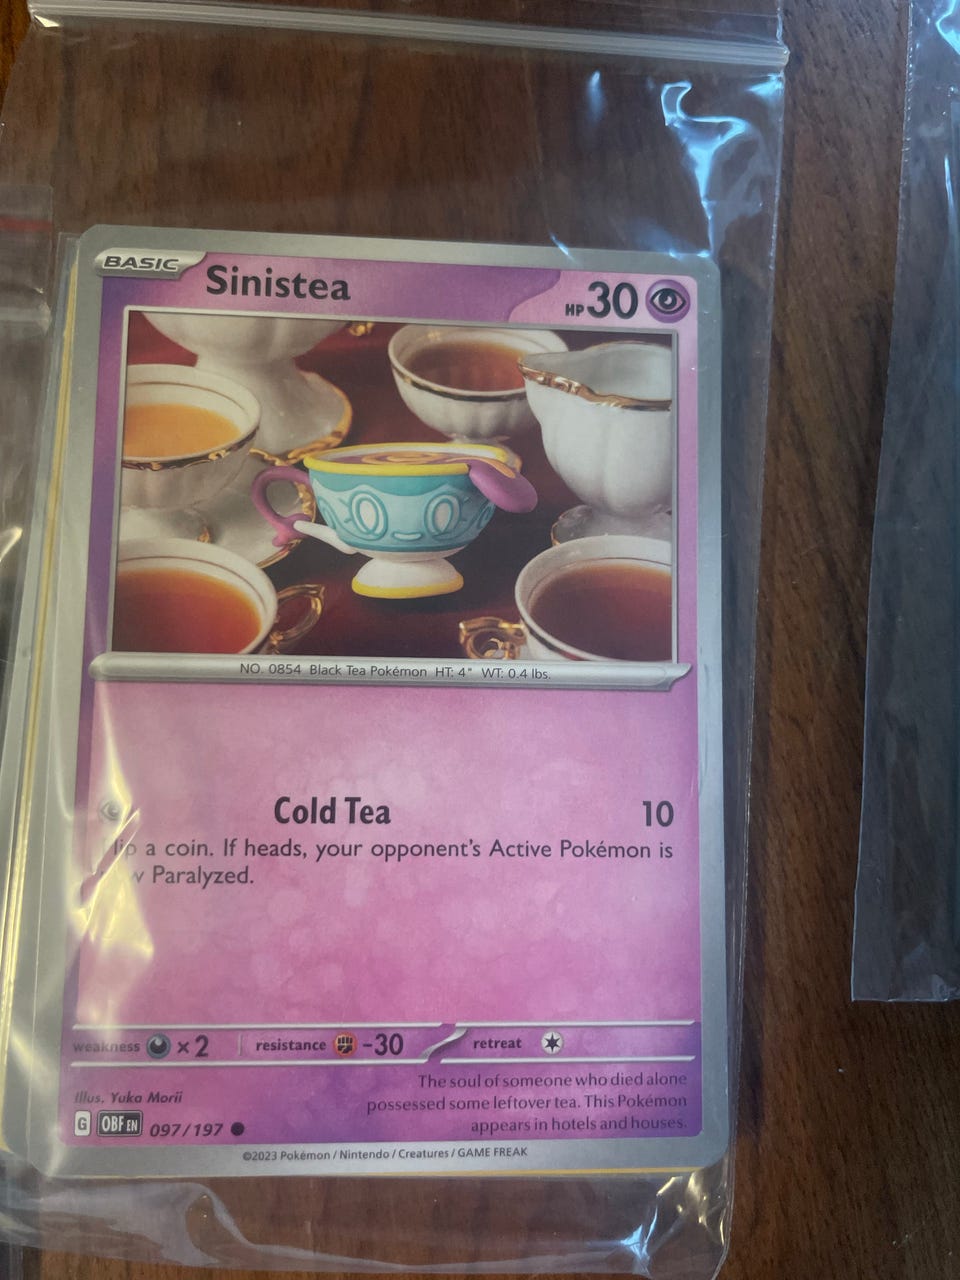 BASIC Sinistea HP 30
NO. 0854 Black Tea Pokémon HT: 4" WT: 0.4 lbs.
Cold Tea 10
a coin. If heads, your opponent's Active Pokémon is
Paralyzed.
weakness ×2 resistance -30 retreat
The soul of someone who died alone
possessed some leftover tea. This Pokémon
appears in hotels and houses.
Illus. Yuka Morii
G OBF EN 097/197
©2023 Pokémon / Nintendo / Creatures / GAME FREAK